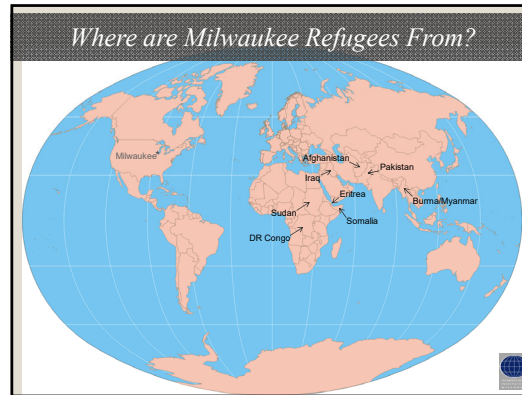 Where are Milwaukee Refugees From?
Milwaukee
Afghanistan
Pakistan
Iraq
Eritrea
Burma/Myanmar
Sudan
Somalia
DR Congo